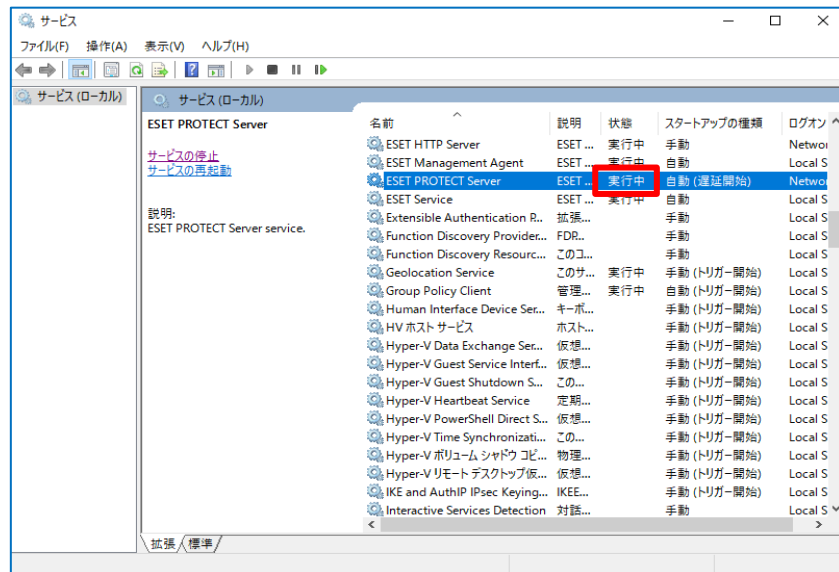 サービス
ファイル(F) 操作(A) 表示(V) ヘルプ(H)
サービス (ローカル)
サービス (ローカル)
ESET PROTECT Server
サービスの停止
サービスの再起動
説明:
ESET PROTECT Server service.
名前 説明 状態 スタートアップの種類 ログオン
ESET HTTP Server ESET ... 実行中 手動 Networ
ESET Management Agent ESET ... 実行中 自動 Local S
ESET PROTECT Server ESET ... 実行中 自動 (遅延開始) Networ
ESET Service ESET ... 実行中 自動 Local S
Extensible Authentication P... 拡張... 手動 Local S
Function Discovery Provider... FDP... 手動 Local S
Function Discovery Resourc... このコ... 手動 Local S
Geolocation Service このサ... 実行中 手動 (トリガー開始) Local S
Group Policy Client 管理... 実行中 自動 (トリガー開始) Local S
Human Interface Device Ser... キーボ... 手動 (トリガー開始) Local S
HV ホスト サービス ホスト... 手動 (トリガー開始) Local S
Hyper-V Data Exchange Ser... 仮想... 手動 (トリガー開始) Local S
Hyper-V Guest Service Interf... 仮想... 手動 (トリガー開始) Local S
Hyper-V Guest Shutdown S... この... 手動 (トリガー開始) Local S
Hyper-V Heartbeat Service 定期... 手動 (トリガー開始) Local S
Hyper-V PowerShell Direct S... 仮想... 手動 (トリガー開始) Local S
Hyper-V Time Synchronizati... この... 手動 (トリガー開始) Local S
Hyper-V ボリューム シャドウ コピ... 物理... 手動 (トリガー開始) Local S
Hyper-V リモート デスクトップ仮... 仮想... 手動 (トリガー開始) Local S
IKE and AuthIP IPsec Keying... IKEE... 手動 (トリガー開始) Local S
Interactive Services Detection 対話... 手動 Local S
拡張 標準